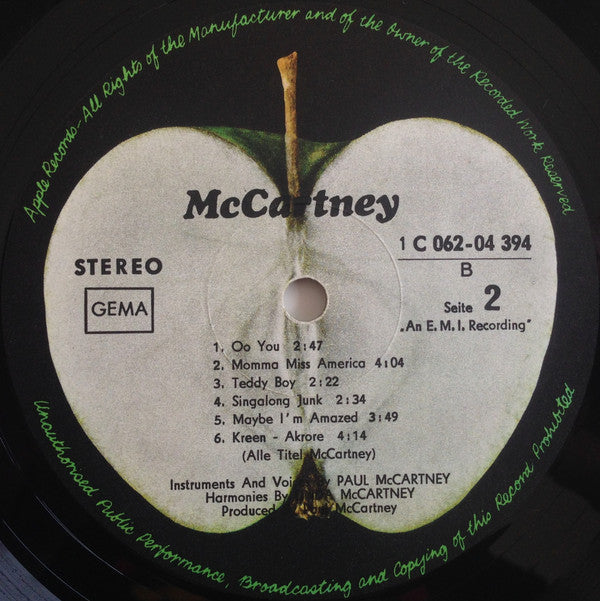 Apple Records-All Rights of the Manufacturer and of the Owner of the Recorded Work Reserved
McCartney
STEREO
GEMA
1 C 062-04 394
B
Seite 2
"An E.M.I. Recording"
1. Oo You 2:47
2. Momma Miss America 4:04
3. Teddy Boy 2:22
4. Singalong Junk 2:34
5. Maybe I'm Amazed 3:49
6. Kreen - Akrore 4:14
(Alle Titel McCartney)
Instruments And Voices by PAUL McCARTNEY
Harmonies By McCARTNEY
Produced McCartney
Unauthorised Public Performance, Broadcasting and Copying of this Record Prohibited